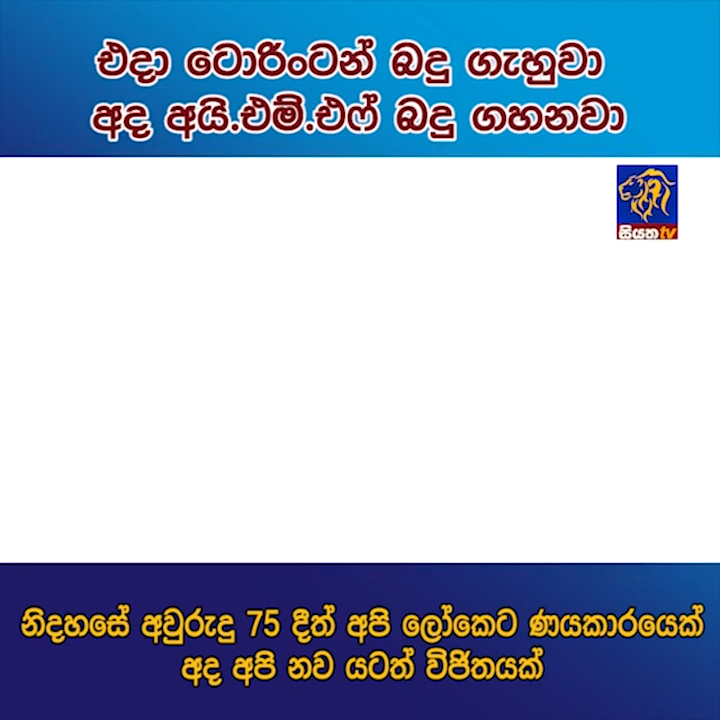 එදා ටොරිංටන් බදු ගැහුවා
අද අයි.එම්.එෆ් බදු ගහනවා
සියත tv
නිදහසේ අවුරුදු 75 දීත් අපි ලෝකෙට ණයකාරයෙක්
අද අපි නව යටත් විජිතයක්